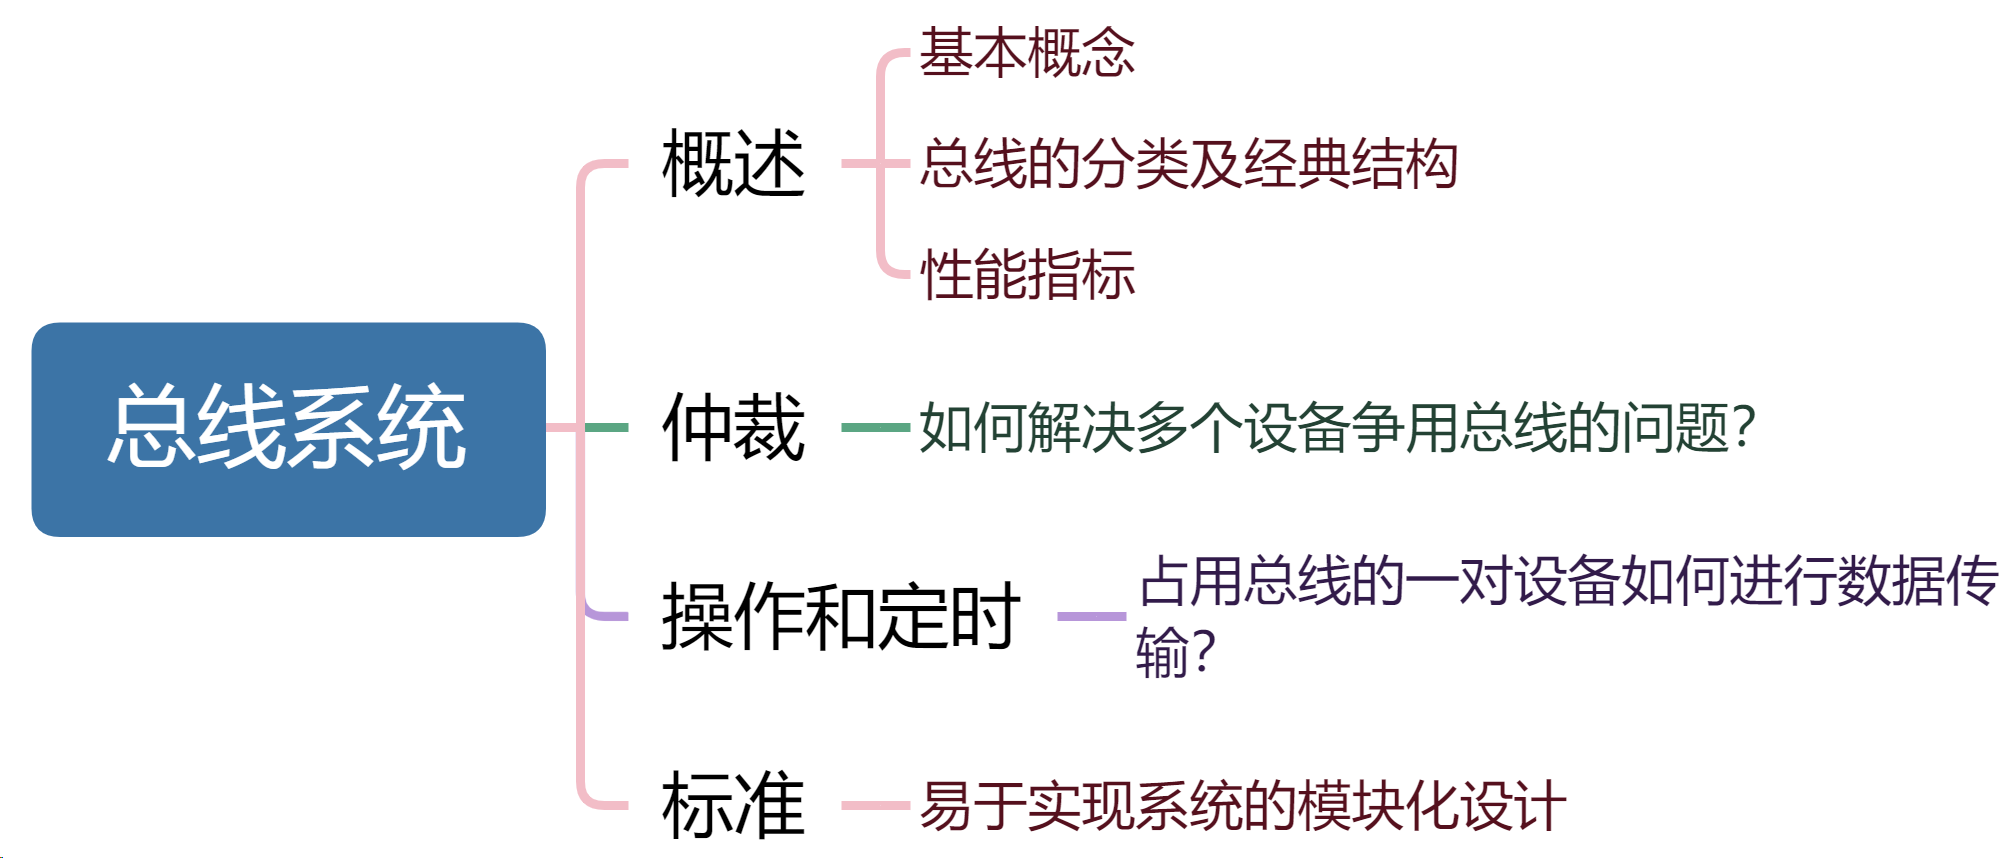 总线系统
概述
基本概念
总线的分类及经典结构
性能指标
仲裁
如何解决多个设备争用总线的问题？
操作和定时
占用总线的一对设备如何进行数据传
输？
标准
易于实现系统的模块化设计